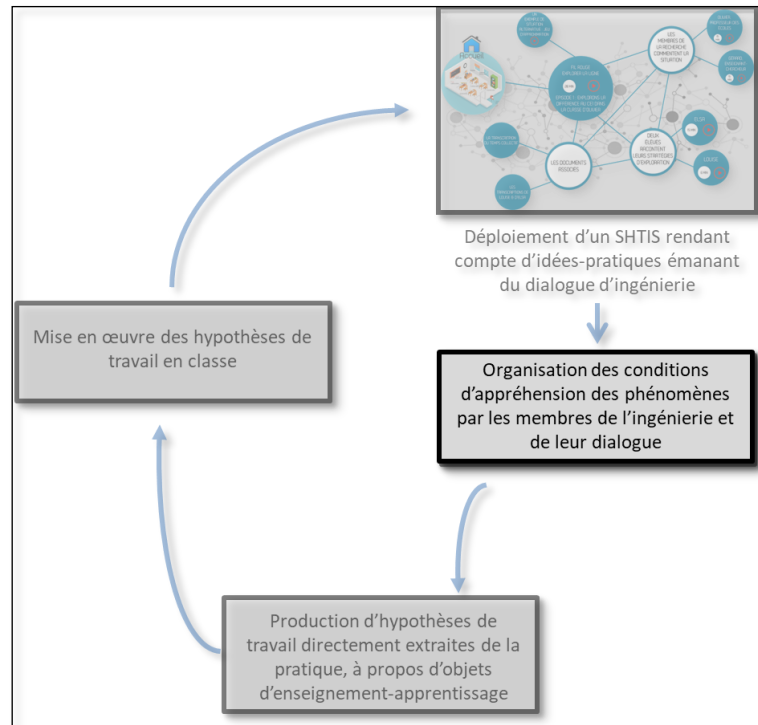 LES
MEMBRES DE
LA RECHERCHE
COMMENTENT LA
SITUATION
LES DOCUMENTS
ASSOCIÉS
DEUX
ÉLÈVES
RACONTENT
LEURS STRATÉGIES
D'EXPLORATION
Déploiement d'un SHTIS rendant
compte d'idées-pratiques émanant
du dialogue d'ingénierie
Mise en œuvre des hypothèses de
travail en classe
Organisation des conditions
d'appréhension des phénomènes
par les membres de l'ingénierie et
de leur dialogue
Production d'hypothèses de
travail directement extraites de la
pratique, à propos d'objets
d'enseignement-apprentissage